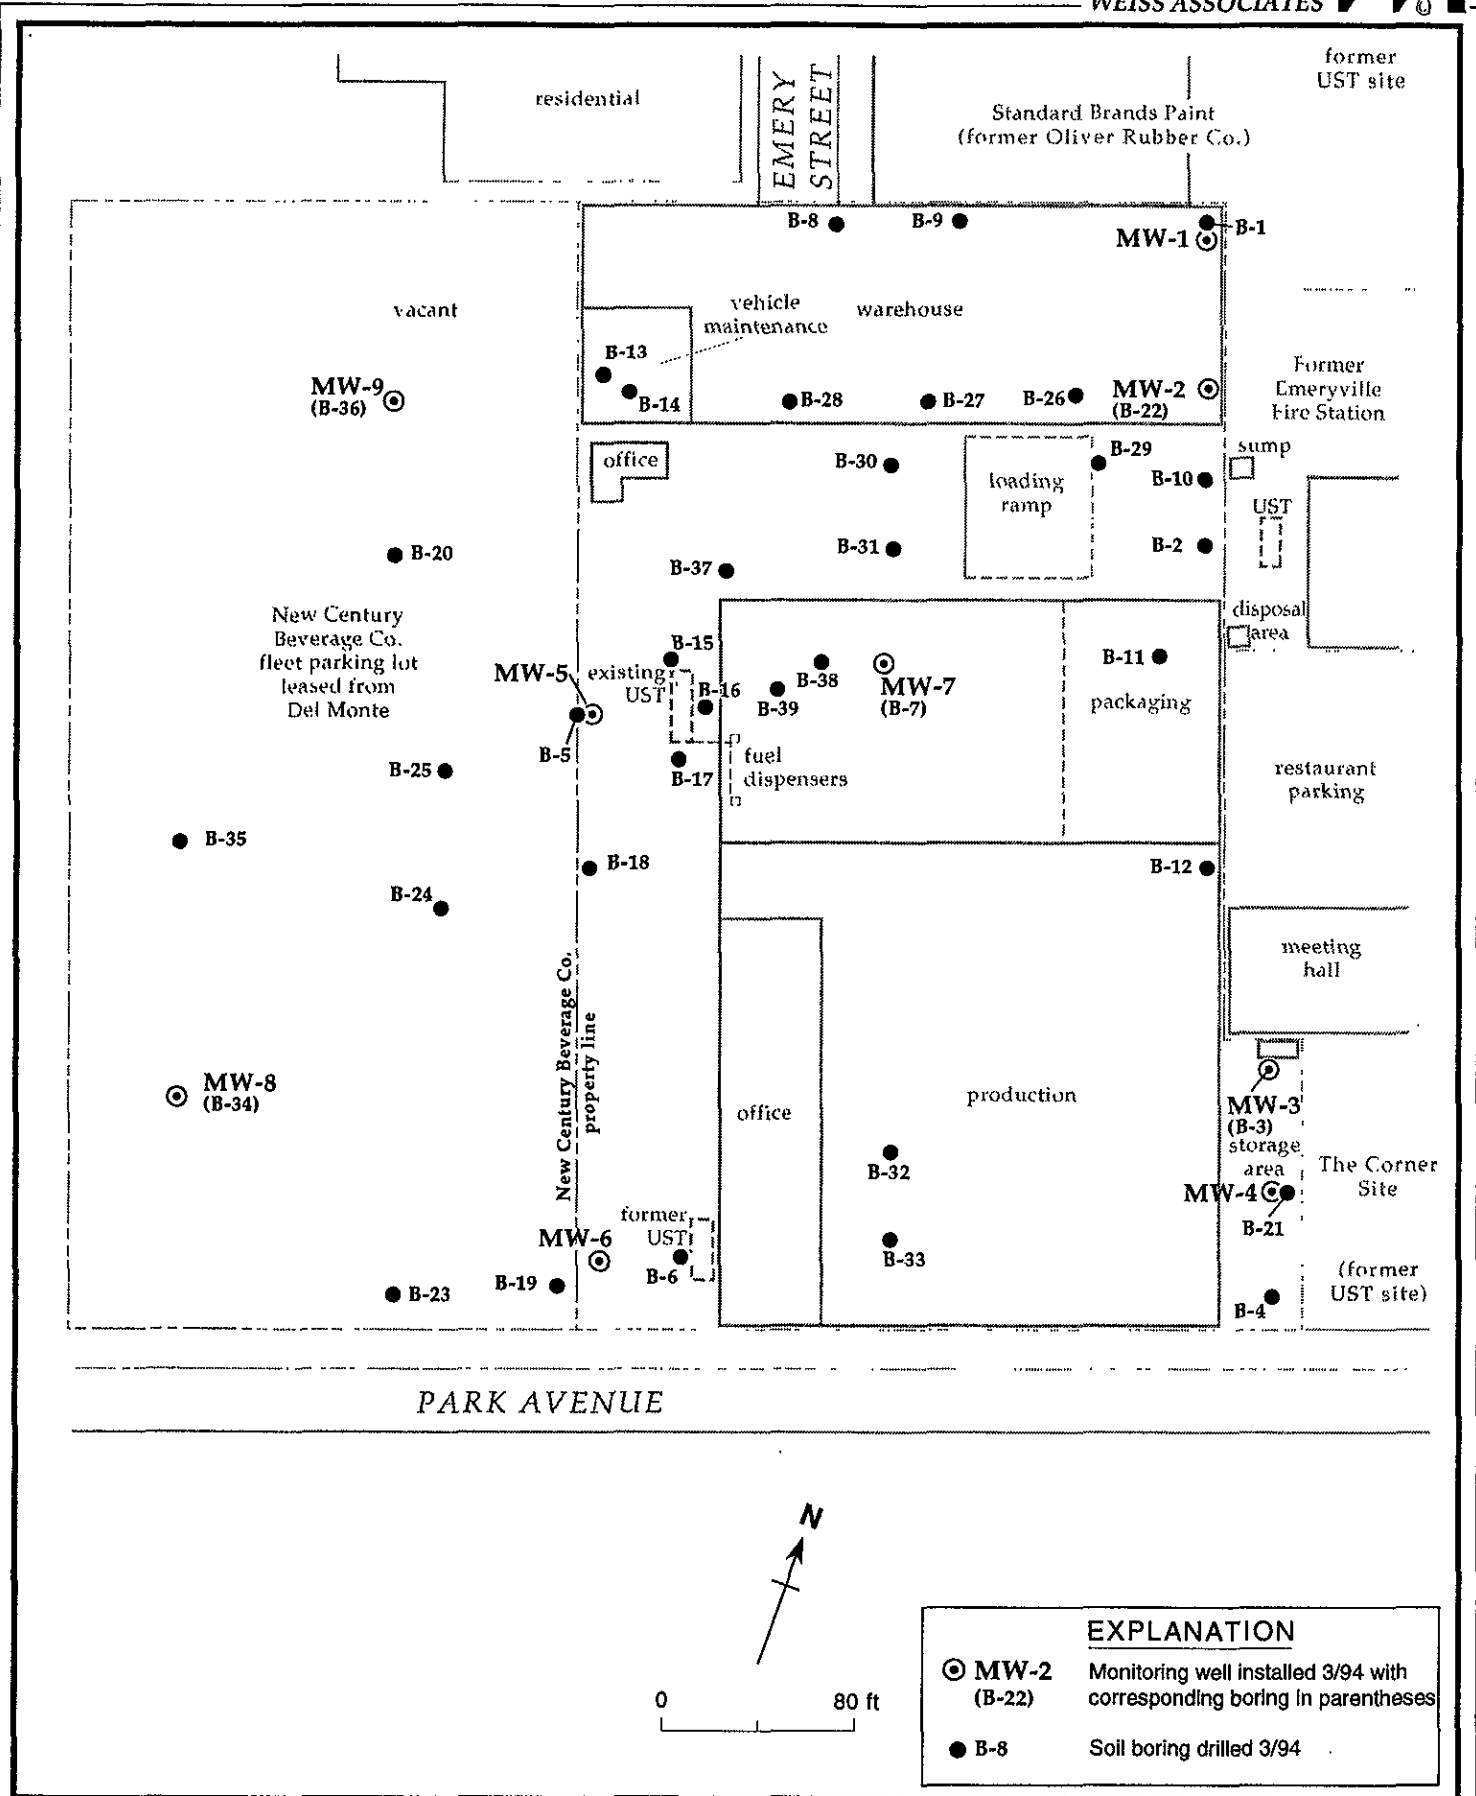 WEISS ASSOCIATES
former
UST site
residential
EMERY
STREET
Standard Brands Paint
(former Oliver Rubber Co.)
B-8
B-9
B-1
MW-1
vacant
vehicle
maintenance
warehouse
B-13
B-14
MW-9
(B-36)
B-28
B-27
B-26
MW-2
(B-22)
Former
Emeryville
Fire Station
office
B-30
loading
ramp
B-29
B-10
sump
UST
B-20
B-31
B-2
B-37
New Century
Beverage Co.
fleet parking lot
leased from
Del Monte
disposal
area
B-15
MW-5
existing
UST
B-16
B-38
B-39
MW-7
(B-7)
B-11
packaging
B-5
B-17
fuel
dispensers
B-25
restaurant
parking
B-35
B-18
B-12
B-24
meeting
hall
New Century Beverage Co.
property line
MW-8
(B-34)
office
production
MW-3
(B-3)
storage
area
The Corner
Site
B-32
MW-4
B-21
former
UST
MW-6
B-6
B-33
B-19
B-23
B-4
(former
UST site)
PARK AVENUE
N
0 80 ft
EXPLANATION
MW-2 Monitoring well installed 3/94 with
(B-22) corresponding boring in parentheses
B-8 Soil boring drilled 3/94